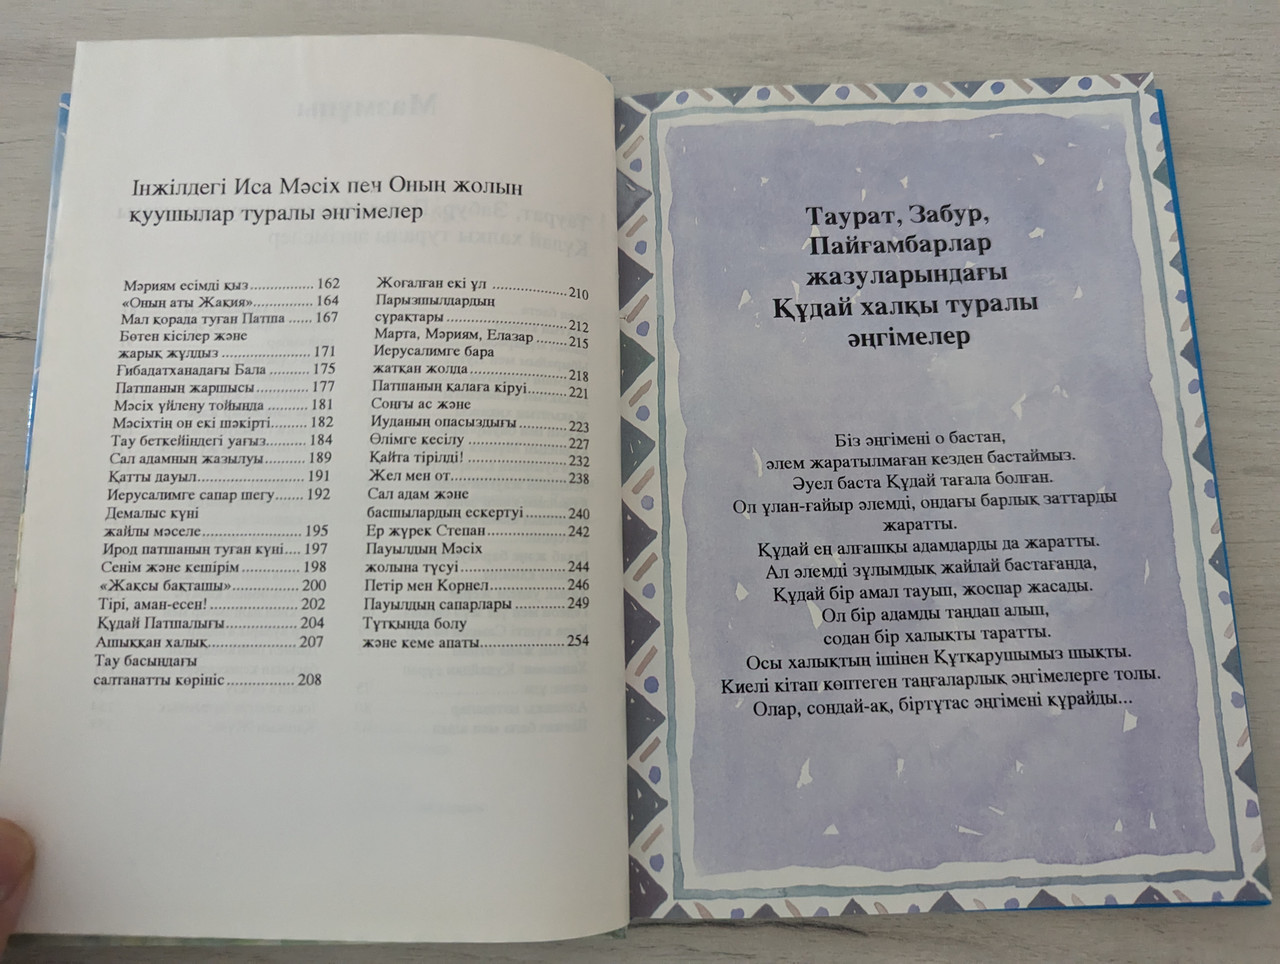 Інжілдегі Иса Мәсіх пен Оның жолын
қуушылар туралы әңгімелер
Мәриям есімді қыз .......... 162
«Оның аты Жақия» .......... 164
Мал қорада туған Патша ...... 167
Бөтен кісілер және
жарық жұлдыз .......... 171
Ғибадатханадағы Бала .......... 175
Патшаның жаршысы .......... 177
Мәсіх үйлену тойында .......... 181
Мәсіхтің он екі шәкірті .......... 182
Тау беткейіндегі уағыз .......... 184
Сал адамның жазылуы .......... 189
Қатты дауыл .......... 191
Иерусалимге сапар шегу ....... 192
Демалыс күні
жайлы мәселе .......... 195
Ирод патшаның туған күні .... 197
Сенім және кешірім .......... 198
«Жақсы бақташы» .......... 200
Тірі, аман-есен! .......... 202
Құдай Патшалығы .......... 204
Ашыққан халық .......... 207
Тау басындағы
салтанатты көрініс .......... 208
Жоғалған екі ұл .......... 210
Парызшылдардың
сұрақтары .......... 212
Марта, Мәриям, Елазар .......... 215
Иерусалимге бара
жатқан жолда .......... 218
Патшаның қалаға кіруі .......... 221
Соңғы ас және
Иуданың опасыздығы .......... 223
Өлімге кесілу .......... 227
Қайта тірілді! .......... 232
Жел мен от .......... 238
Сал адам және
басшылардың ескертуі .......... 240
Ер жүрек Степан .......... 242
Пауылдың Мәсіх
жолына түсуі .......... 244
Петір мен Корнел .......... 246
Пауылдың сапарлары .......... 249
Тұтқында болу
және кеме апаты .......... 254
Таурат, Забур,
Пайғамбарлар
жазуларындағы
Құдай халқы туралы
әңгімелер
Біз әңгімені о бастан,
әлем жаратылмаған кезден бастаймыз.
Әуел баста Құдай тағала болған.
Ол ұлан-ғайыр әлемді, ондағы барлық заттарды
жаратты.
Құдай ең алғашқы адамдарды да жаратты.
Ал әлемді зұлымдық жайлай бастағанда,
Құдай бір амал тауып, жоспар жасады.
Ол бір адамды таңдап алып,
содан бір халықты таратты.
Осы халықтың ішінен Құтқарушымыз шықты.
Киелі кітап көптеген таңғаларлық әңгімелерге толы.
Олар, сондай-ақ, біртұтас әңгімені құрайды...